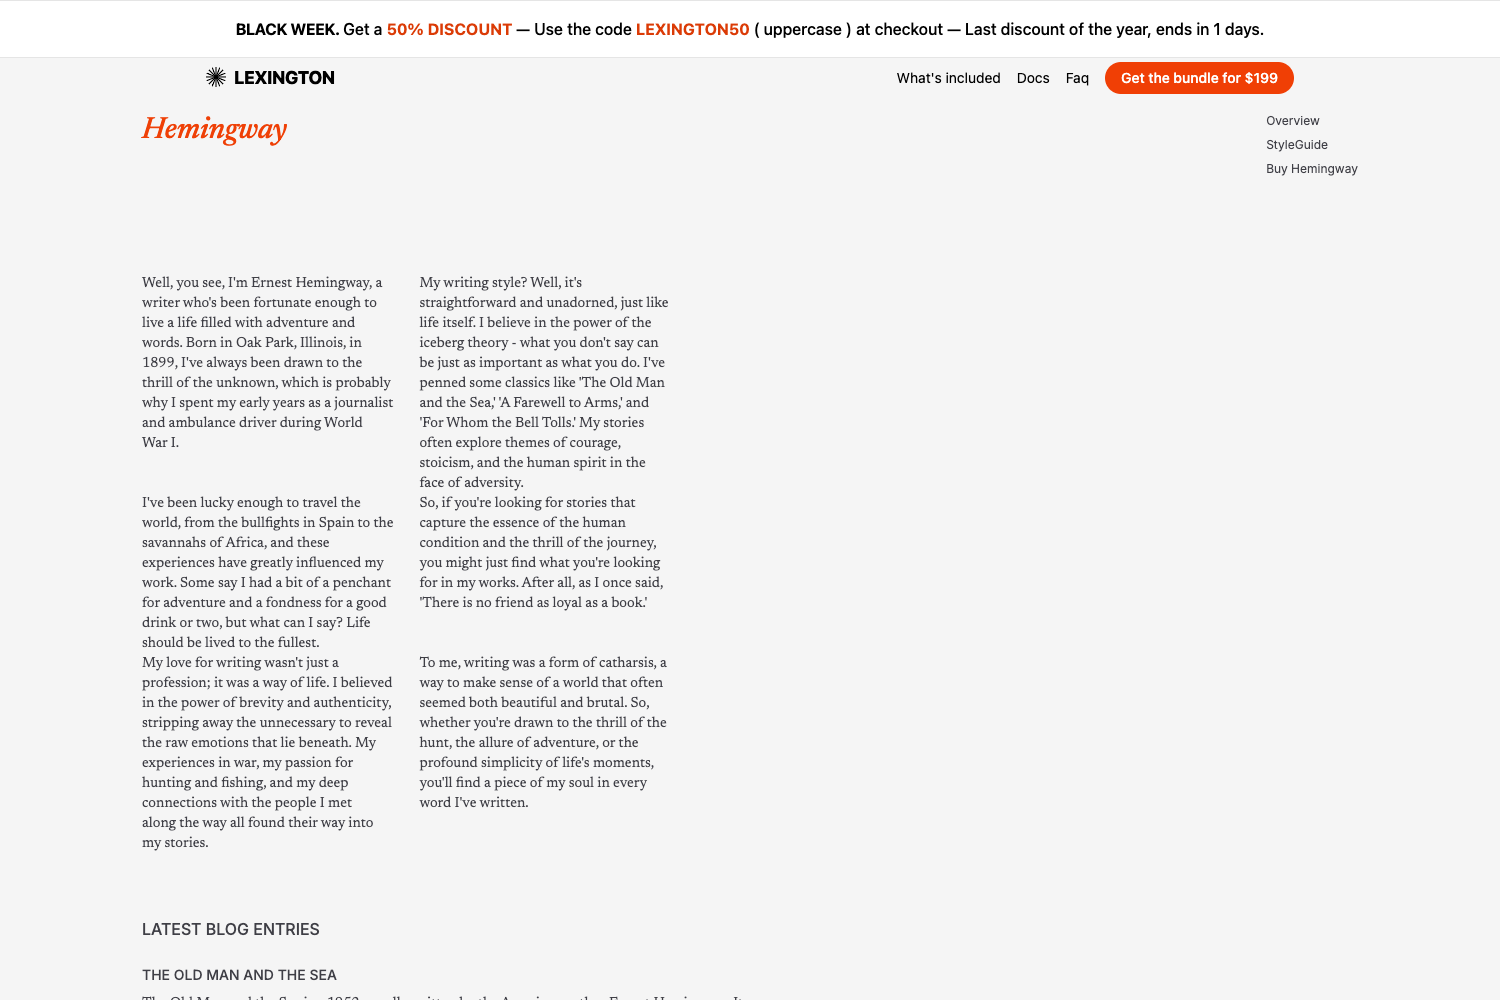 BLACK WEEK. Get a 50% DISCOUNT — Use the code LEXINGTON50 ( uppercase ) at checkout — Last discount of the year, ends in 1 days.
LEXINGTON
What's included
Docs
Faq
Get the bundle for $199
Hemingway
Overview
StyleGuide
Buy Hemingway
Well, you see, I'm Ernest Hemingway, a
writer who's been fortunate enough to
live a life filled with adventure and
words. Born in Oak Park, Illinois, in
1899, I've always been drawn to the
thrill of the unknown, which is probably
why I spent my early years as a journalist
and ambulance driver during World
War I.
My writing style? Well, it's
straightforward and unadorned, just like
life itself. I believe in the power of the
iceberg theory - what you don't say can
be just as important as what you do. I've
penned some classics like 'The Old Man
and the Sea,' 'A Farewell to Arms,' and
'For Whom the Bell Tolls.' My stories
often explore themes of courage,
stoicism, and the human spirit in the
face of adversity.
I've been lucky enough to travel the
world, from the bullfights in Spain to the
savannahs of Africa, and these
experiences have greatly influenced my
work. Some say I had a bit of a penchant
for adventure and a fondness for a good
drink or two, but what can I say? Life
should be lived to the fullest.
So, if you're looking for stories that
capture the essence of the human
condition and the thrill of the journey,
you might just find what you're looking
for in my works. After all, as I once said,
'There is no friend as loyal as a book.'
My love for writing wasn't just a
profession; it was a way of life. I believed
in the power of brevity and authenticity,
stripping away the unnecessary to reveal
the raw emotions that lie beneath. My
experiences in war, my passion for
hunting and fishing, and my deep
connections with the people I met
along the way all found their way into
my stories.
To me, writing was a form of catharsis, a
way to make sense of a world that often
seemed both beautiful and brutal. So,
whether you're drawn to the thrill of the
hunt, the allure of adventure, or the
profound simplicity of life's moments,
you'll find a piece of my soul in every
word I've written.
LATEST BLOG ENTRIES
THE OLD MAN AND THE SEA